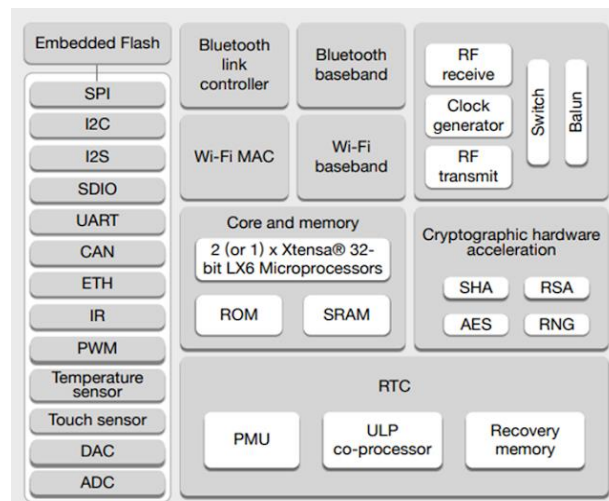 Embedded Flash
SPI
I2C
I2S
SDIO
UART
CAN
ETH
IR
PWM
Temperature
sensor
Touch sensor
DAC
ADC
Bluetooth
link
controller
Bluetooth
baseband
Wi-Fi MAC
Wi-Fi
baseband
RF
receive
Clock
generator
RF
transmit
Switch
Balun
Core and memory
2 (or 1) x Xtensa® 32-
bit LX6 Microprocessors
ROM
SRAM
Cryptographic hardware
acceleration
SHA
RSA
AES
RNG
RTC
PMU
ULP
co-processor
Recovery
memory